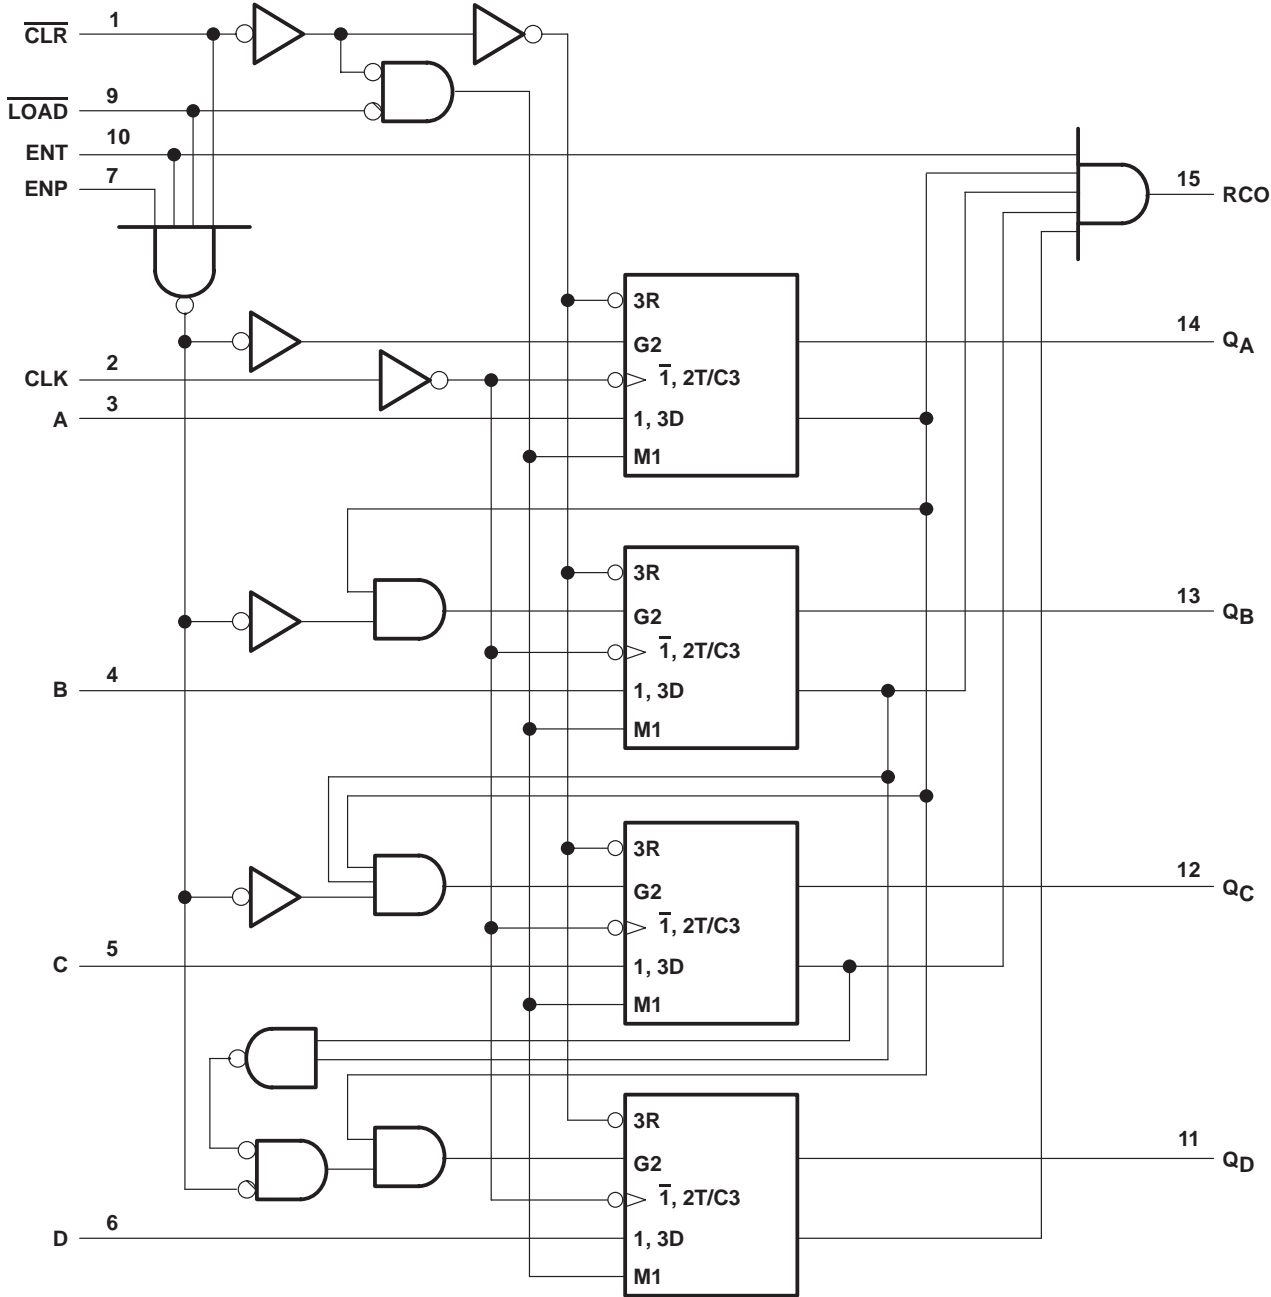 C̅L̅R̅ 1
L̅O̅A̅D̅ 9
ENT 10
ENP 7
15 RCO
3R
G2
14 QA
CLK 2
1̅, 2T/C3
A 3
1, 3D
M1
3R
G2
13 QB
1̅, 2T/C3
B 4
1, 3D
M1
3R
G2
12 QC
1̅, 2T/C3
C 5
1, 3D
M1
3R
G2
11 QD
1̅, 2T/C3
D 6
1, 3D
M1